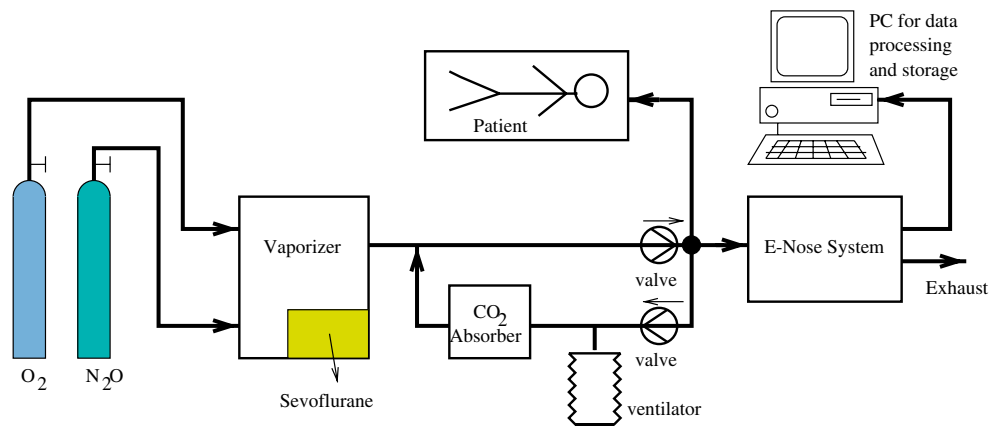 PC for data
processing
and storage
Patient
Vaporizer
E-Nose System
valve
Exhaust
CO2
Absorber
valve
O2
N2O
Sevoflurane
ventilator